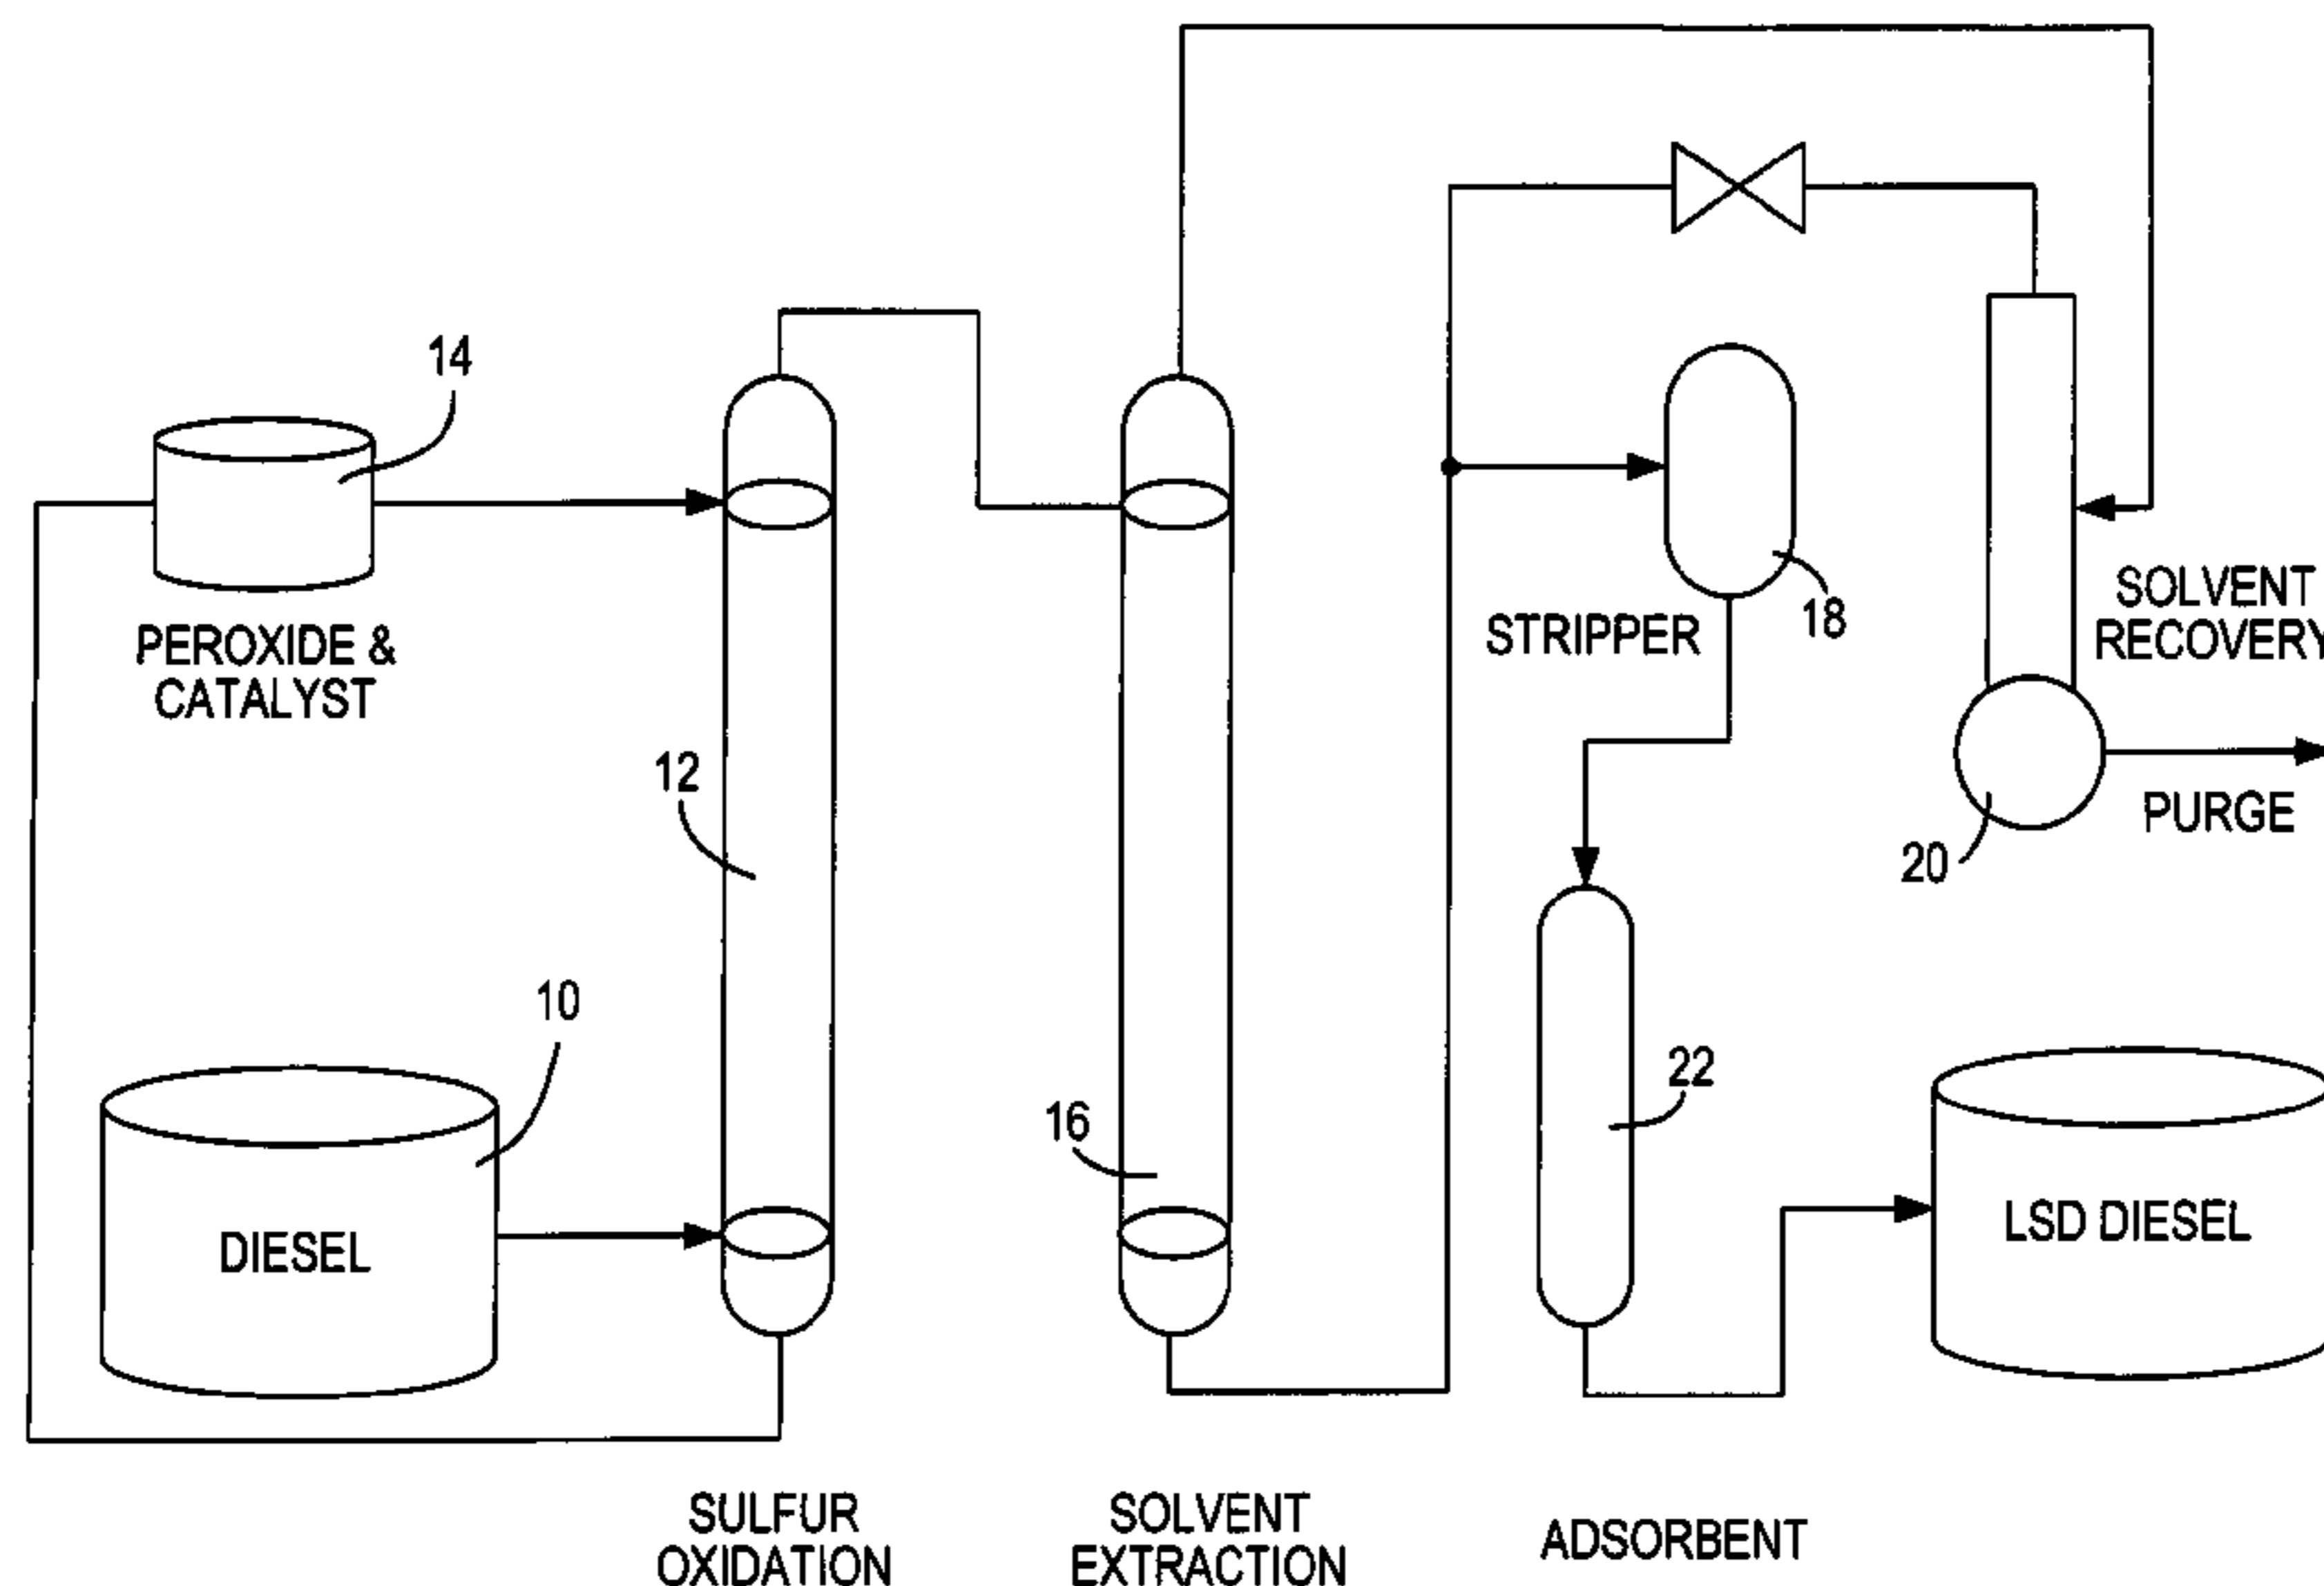 14
PEROXIDE &
CATALYST
12
10
DIESEL
16
SULFUR
OXIDATION
SOLVENT
EXTRACTION
STRIPPER
18
SOLVENT
RECOVERY
PURGE
20
22
LSD DIESEL
ADSORBENT